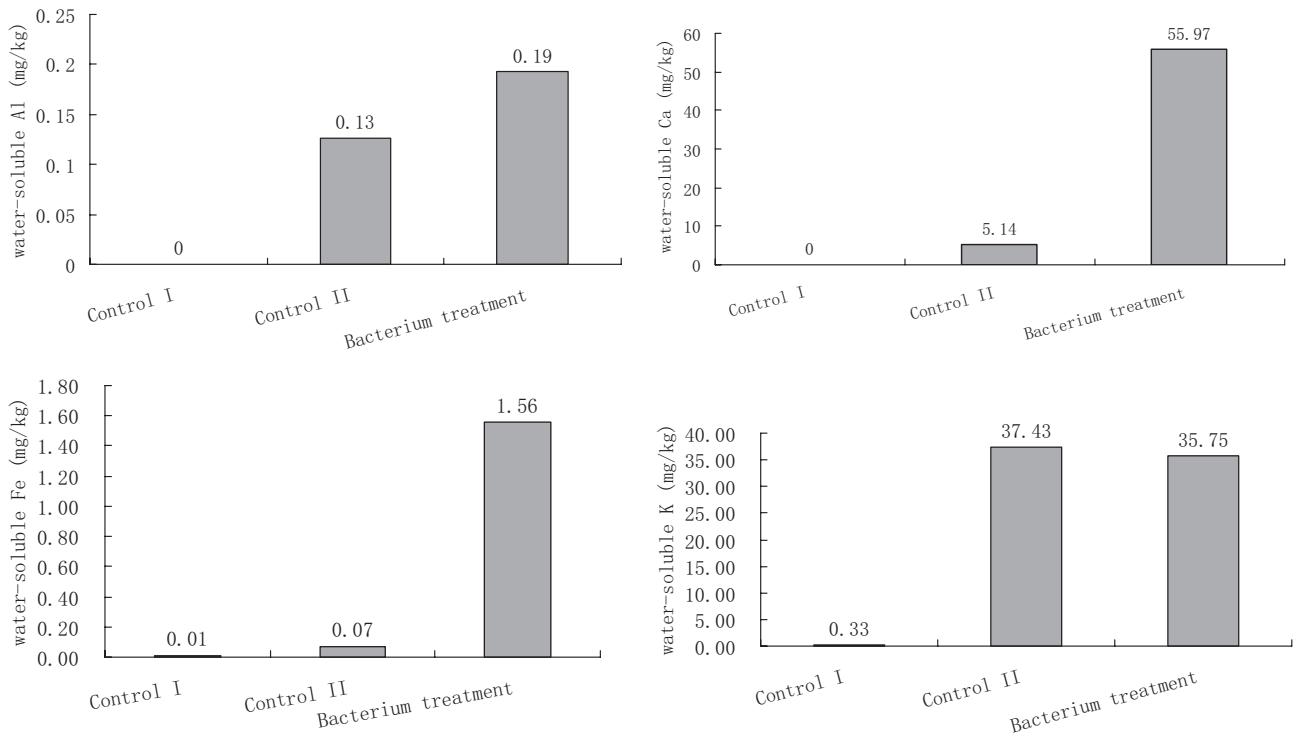 water-soluble Al (mg/kg)
0.25
0.2
0.15
0.1
0.05
0
0
0.13
0.19
Control I
Control II
Bacterium treatment
water-soluble Ca (mg/kg)
60
50
40
30
20
10
0
0
5.14
55.97
Control I
Control II
Bacterium treatment
water-soluble Fe (mg/kg)
1.80
1.60
1.40
1.20
1.00
0.80
0.60
0.40
0.20
0.00
0.01
0.07
1.56
Control I
Control II
Bacterium treatment
water-soluble K (mg/kg)
40.00
35.00
30.00
25.00
20.00
15.00
10.00
5.00
0.00
0.33
37.43
35.75
Control I
Control II
Bacterium treatment